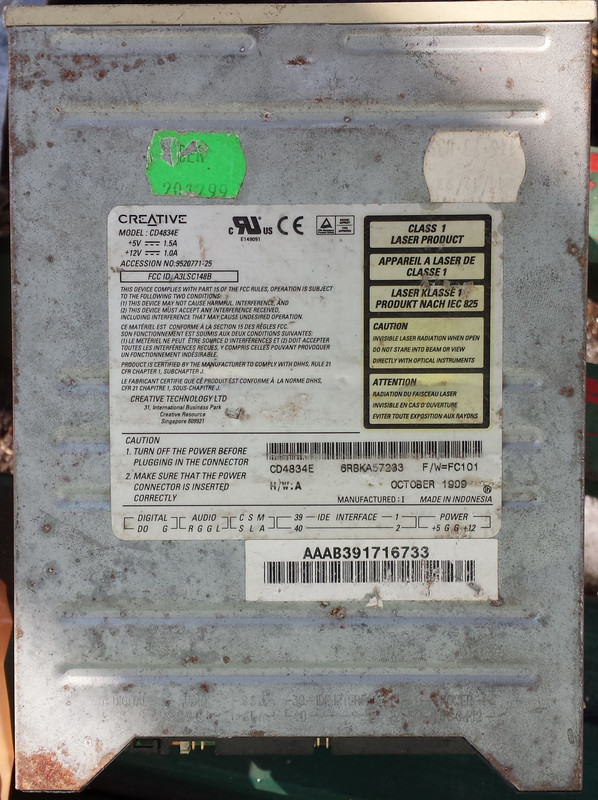 203299
CREATIVE
MODEL: CD4834E
+5V 1.5A
+12V 1.0A
ACCESSION NO.9520771-25
FCC ID: A3LSC148B
C US CE
E149091
THIS DEVICE COMPLIES WITH PART 15 OF THE FCC RULES, OPERATION IS SUBJECT
TO THE FOLLOWING TWO CONDITIONS:
(1) THIS DEVICE MAY NOT CAUSE HARMFUL INTERFERENCE, AND
(2) THIS DEVICE MUST ACCEPT ANY INTERFERENCE RECEIVED,
INCLUDING INTERFERENCE THAT MAY CAUSE UNDESIRED OPERATION.
CE MATÉRIEL EST CONFORME À LA SECTION 15 DES RÈGLES FCC.
SON FONCTIONNEMENT EST SOUMIS AUX DEUX CONDITIONS SUIVANTES:
(1) LE MATÉRIEL NE PEUT ÊTRE SOURCE D'INTERFÉRENCES ET (2) DOIT ACCEPTER
TOUTES LES INTERFÉRENCES REÇUES, Y COMPRIS CELLES POUVANT PROVOQUER
UN FONCTIONNEMENT INDÉSIRABLE.
PRODUCT IS CERTIFIED BY THE MANUFACTURER TO COMPLY WITH DHHS, RULE 21
CFR CHAPTER 1, SUBCHAPTER J.
LE FABRICANT CERTIFIE QUE CE PRODUIT EST CONFORME À LA NORME DHHS,
CFR 21 CHAPITRE 1, SOUS-CHAPITRE J.
CREATIVE TECHNOLOGY LTD
31, International Business Park
Creative Resource
Singapore 609921
CLASS 1
LASER PRODUCT
APPAREIL A LASER DE
CLASSE 1
LASER KLASSE 1
PRODUKT NACH IEC 825
CAUTION
INVISIBLE LASER RADIATION WHEN OPEN
DO NOT STARE INTO BEAM OR VIEW
DIRECTLY WITH OPTICAL INSTRUMENTS
ATTENTION
RADIATION DU FAISCEAU LASER
INVISIBLE EN CAS D'OUVERTURE
EVITER TOUTE EXPOSITION AUX RAYONS
CAUTION
1. TURN OFF THE POWER BEFORE
PLUGGING IN THE CONNECTOR
2. MAKE SURE THAT THE POWER
CONNECTOR IS INSERTED
CORRECTLY
CD4834E 6RBKA57233 F/W=FC101
H/W:A OCTOBER 1999
MANUFACTURED:I MADE IN INDONESIA
DIGITAL AUDIO C S M 39 — IDE INTERFACE — 1 POWER
DO G R G G L S L A 40 2 +5 G G +12
AAAB391716733